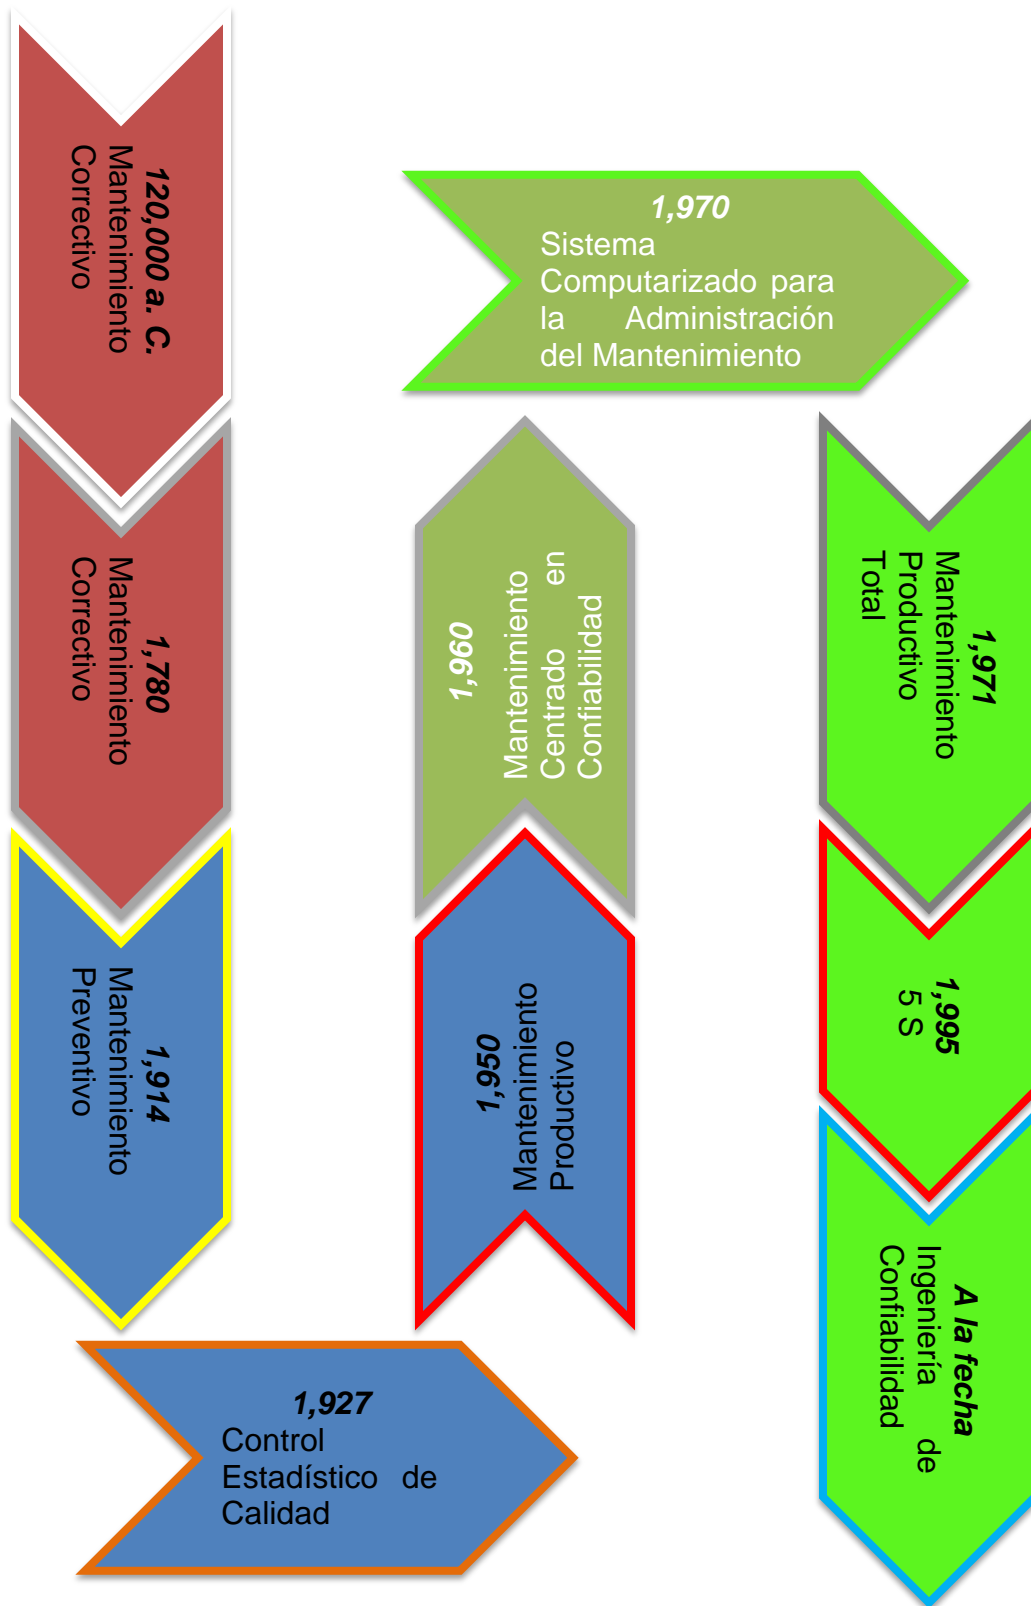 120,000 a. C.
Mantenimiento
Correctivo
1,780
Mantenimiento
Correctivo
1,914
Mantenimiento
Preventivo
1,927
Control
Estadístico de
Calidad
1,950
Mantenimiento
Productivo
1,960
Mantenimiento
Centrado en
Confiabilidad
1,970
Sistema
Computarizado para
la Administración
del Mantenimiento
1,971
Mantenimiento
Productivo
Total
1,995
5 S
A la fecha
Ingeniería de
Confiabilidad